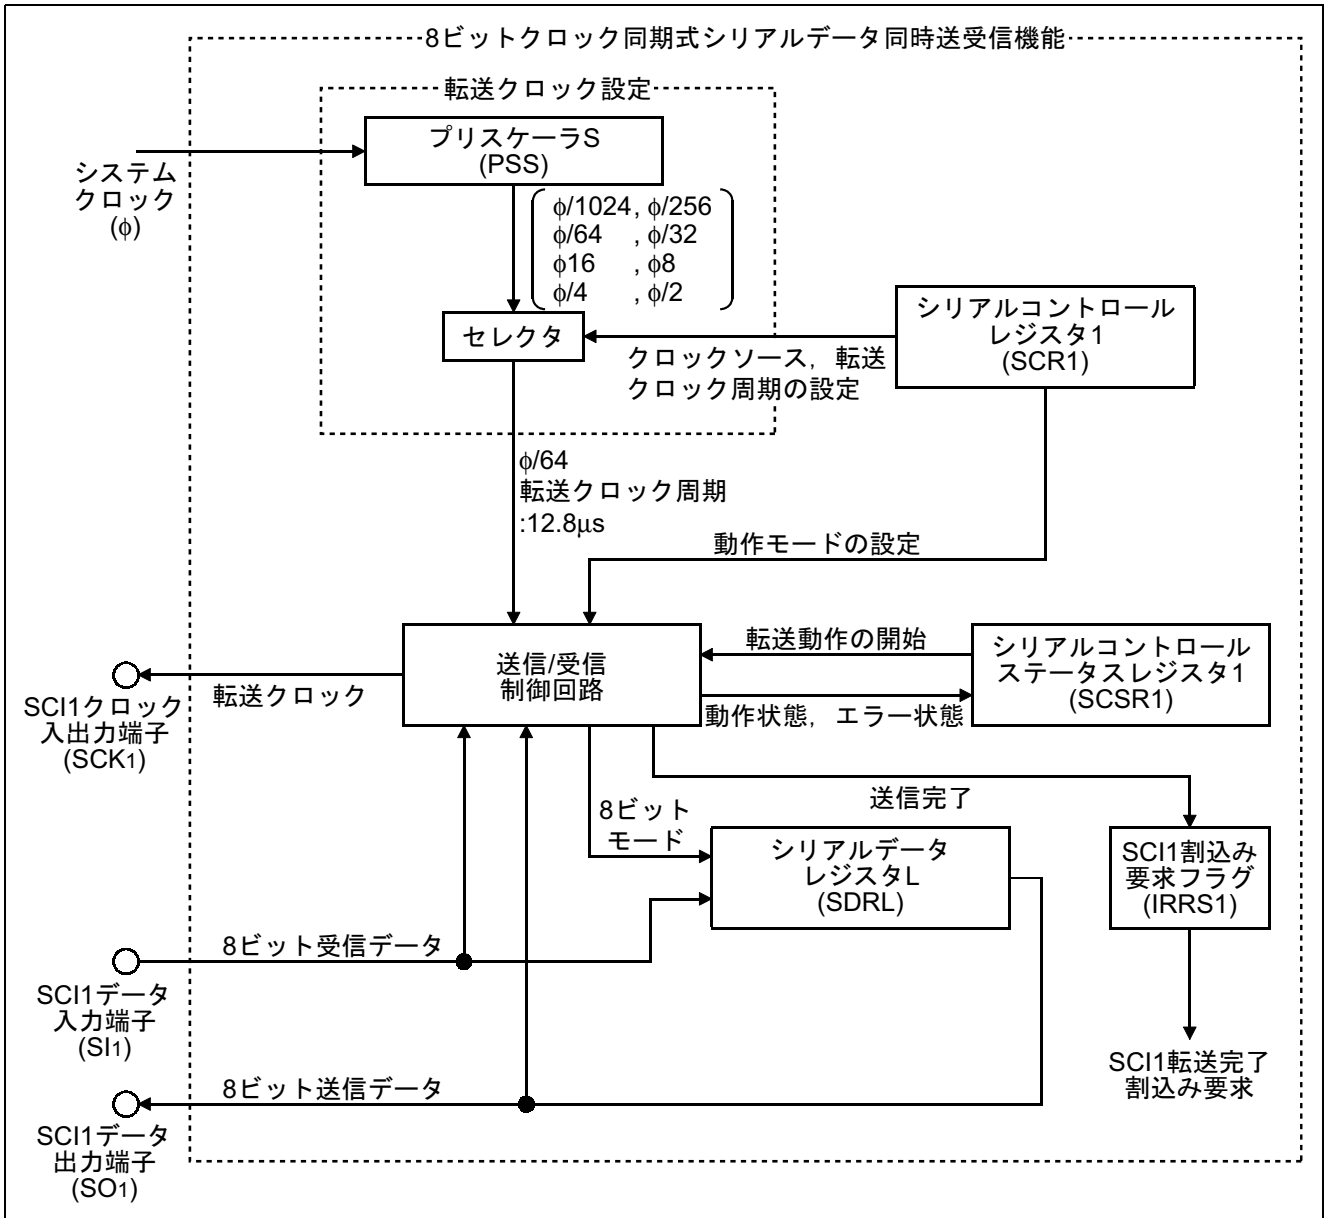 8ビットクロック同期式シリアルデータ同時送受信機能
転送クロック設定
プリスケーラS
(PSS)
システム
クロック
(ϕ)
ϕ/1024, ϕ/256
ϕ/64 , ϕ/32
ϕ16 , ϕ8
ϕ/4 , ϕ/2
セレクタ
シリアルコントロール
レジスタ1
(SCR1)
クロックソース，転送
クロック周期の設定
ϕ/64
転送クロック周期
:12.8μs
動作モードの設定
送信/受信
制御回路
転送動作の開始
シリアルコントロール
ステータスレジスタ1
(SCSR1)
動作状態，エラー状態
転送クロック
SCI1クロック
入出力端子
(SCK1)
送信完了
8ビット
モード
シリアルデータ
レジスタL
(SDRL)
SCI1割込み
要求フラグ
(IRRS1)
8ビット受信データ
SCI1データ
入力端子
(SI1)
SCI1転送完了
割込み要求
8ビット送信データ
SCI1データ
出力端子
(SO1)